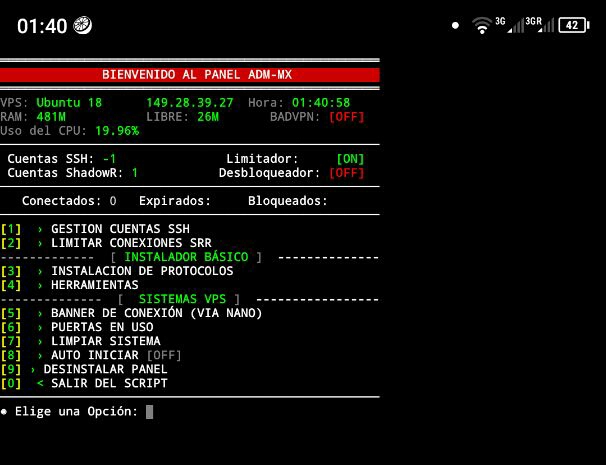 01:40
3G 3GR 42
BIENVENIDO AL PANEL ADM-MX
VPS: Ubuntu 18 149.28.39.27 Hora: 01:40:58
RAM: 481M LIBRE: 26M BADVPN: [OFF]
Uso del CPU: 19.96%
Cuentas SSH: -1 Limitador: [ON]
Cuentas ShadowR: 1 Desbloqueador: [OFF]
Conectados: 0 Expirados: Bloqueados:
[1] › GESTION CUENTAS SSH
[2] › LIMITAR CONEXIONES SRR
------------- [ INSTALADOR BÁSICO ] --------------
[3] › INSTALACION DE PROTOCOLOS
[4] › HERRAMIENTAS
-------------- [ SISTEMAS VPS ] -----------------
[5] › BANNER DE CONEXIÓN (VIA NANO)
[6] › PUERTAS EN USO
[7] › LIMPIAR SISTEMA
[8] › AUTO INICIAR [OFF]
[9] › DESINSTALAR PANEL
[0] < SALIR DEL SCRIPT
• Elige una Opción: